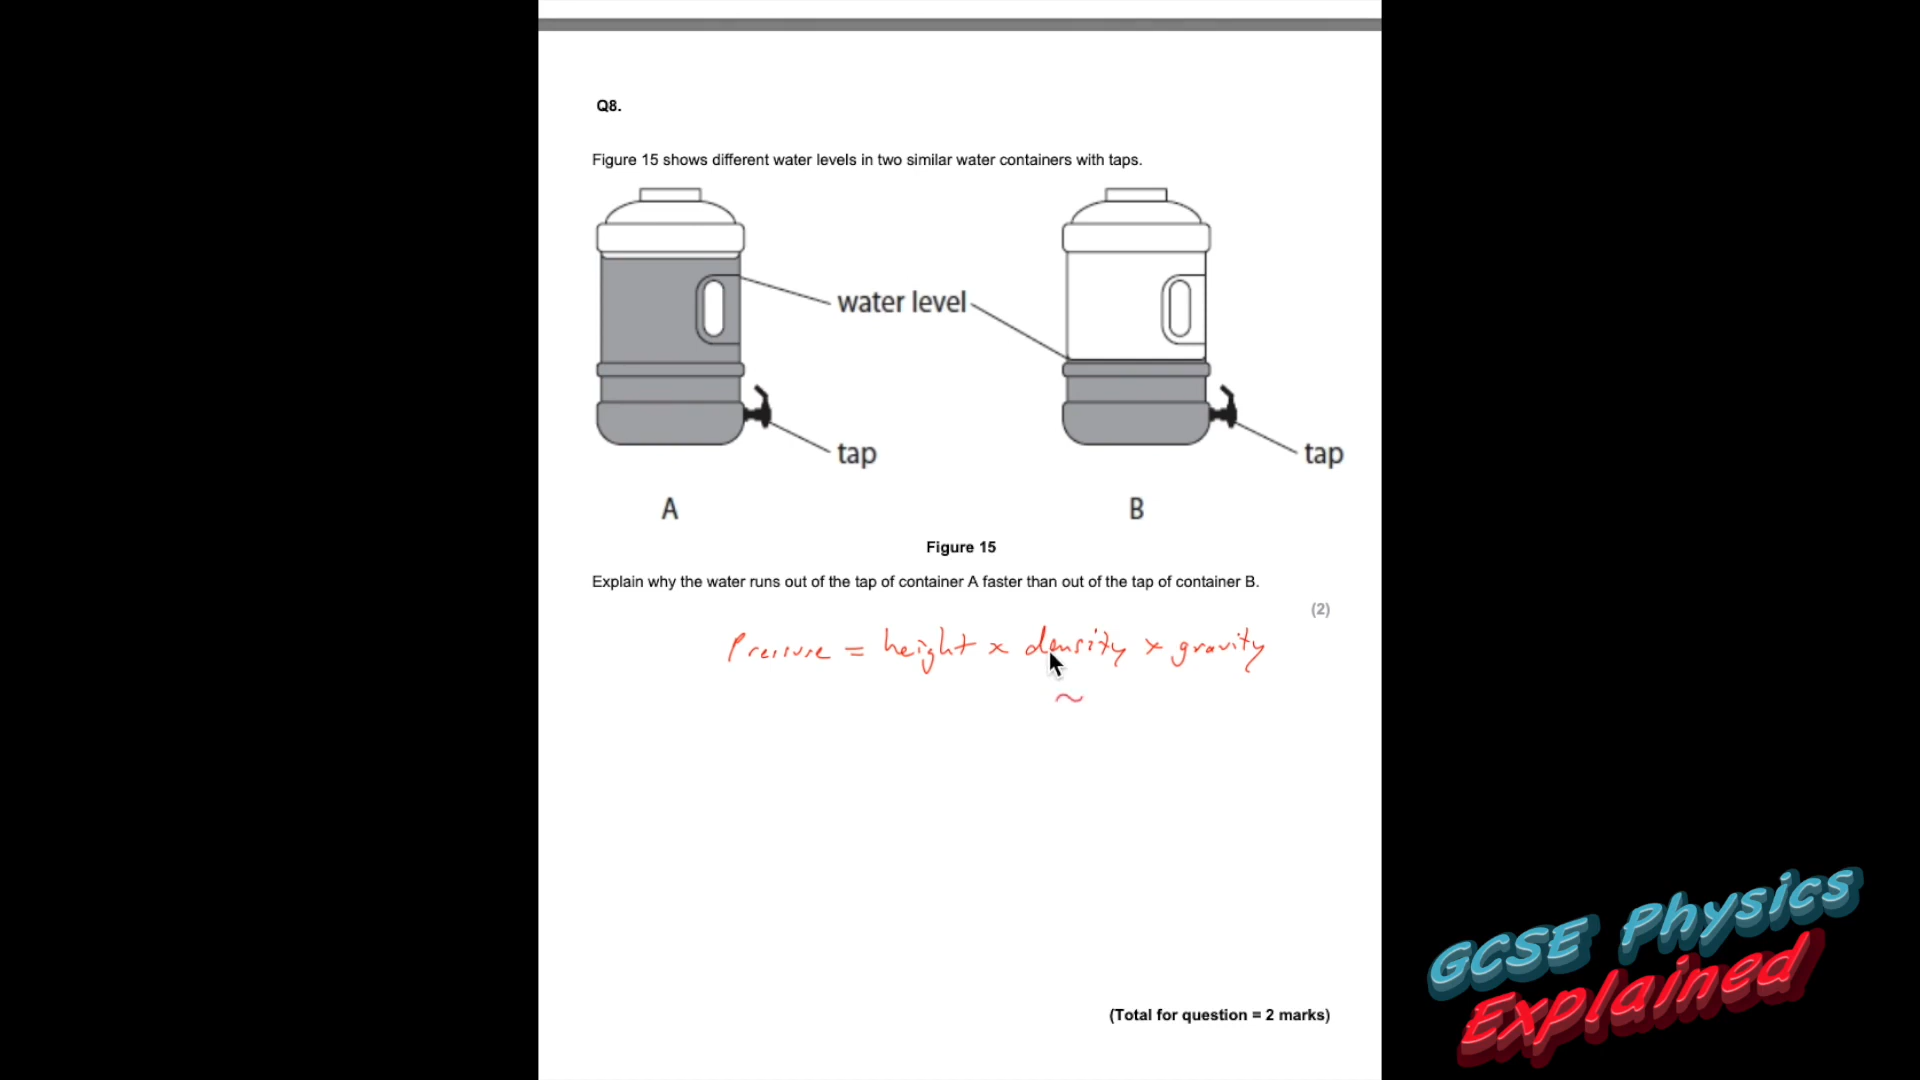 Q8.
Figure 15 shows different water levels in two similar water containers with taps.
water level
tap
tap
A
B
Figure 15
Explain why the water runs out of the tap of container A faster than out of the tap of container B.
(2)
Pressure = height × density × gravity
~
(Total for question = 2 marks)
GCSE Physics
Explained